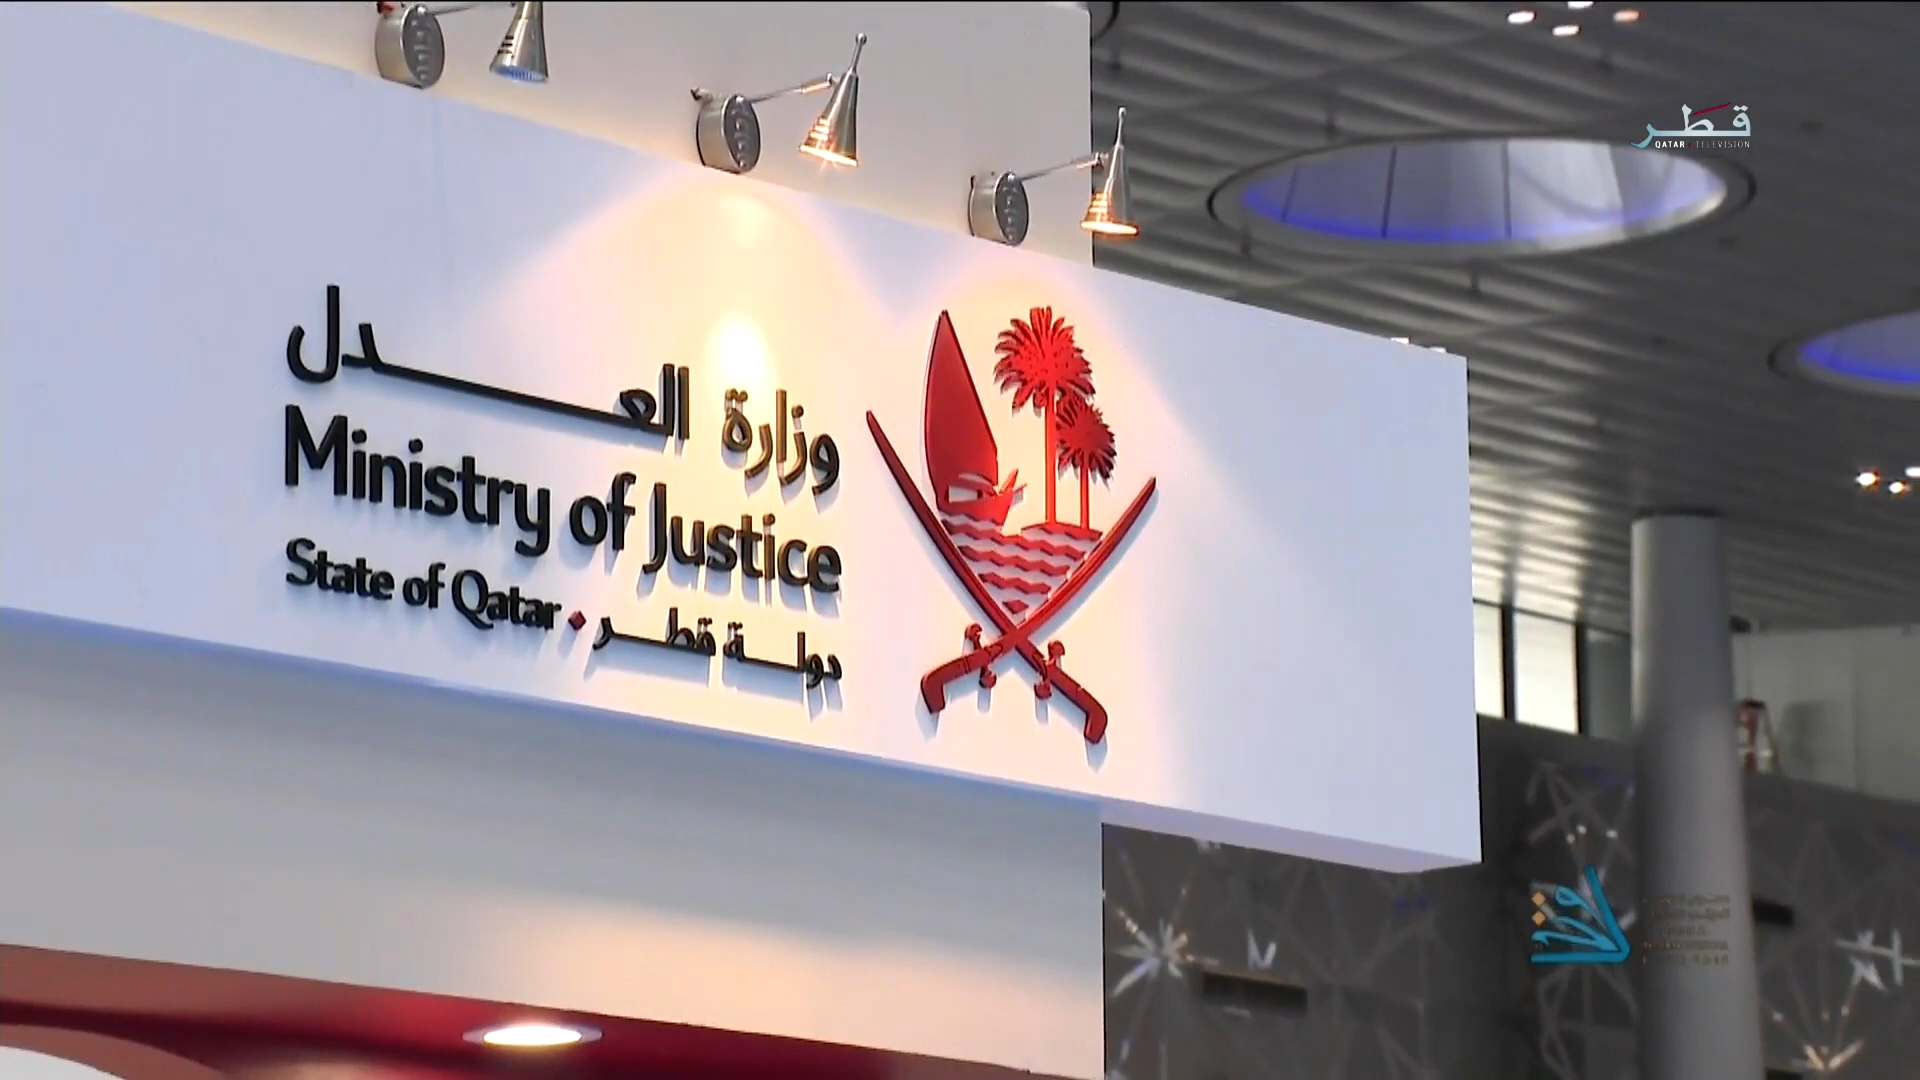 قطر
QATAR TELEVISION
وزارة العدل
Ministry of Justice
State of Qatar • دولة قطر